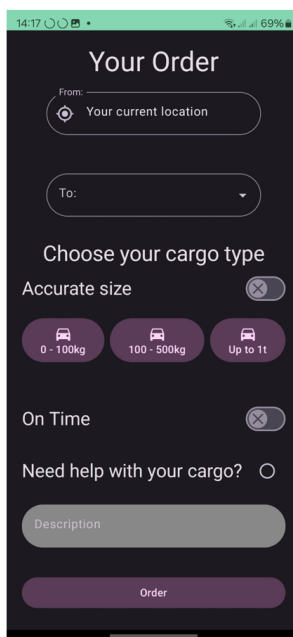 14:17
69%
Your Order
From:
Your current location
To:
Choose your cargo type
Accurate size
0 - 100kg
100 - 500kg
Up to 1t
On Time
Need help with your cargo?
Description
Order